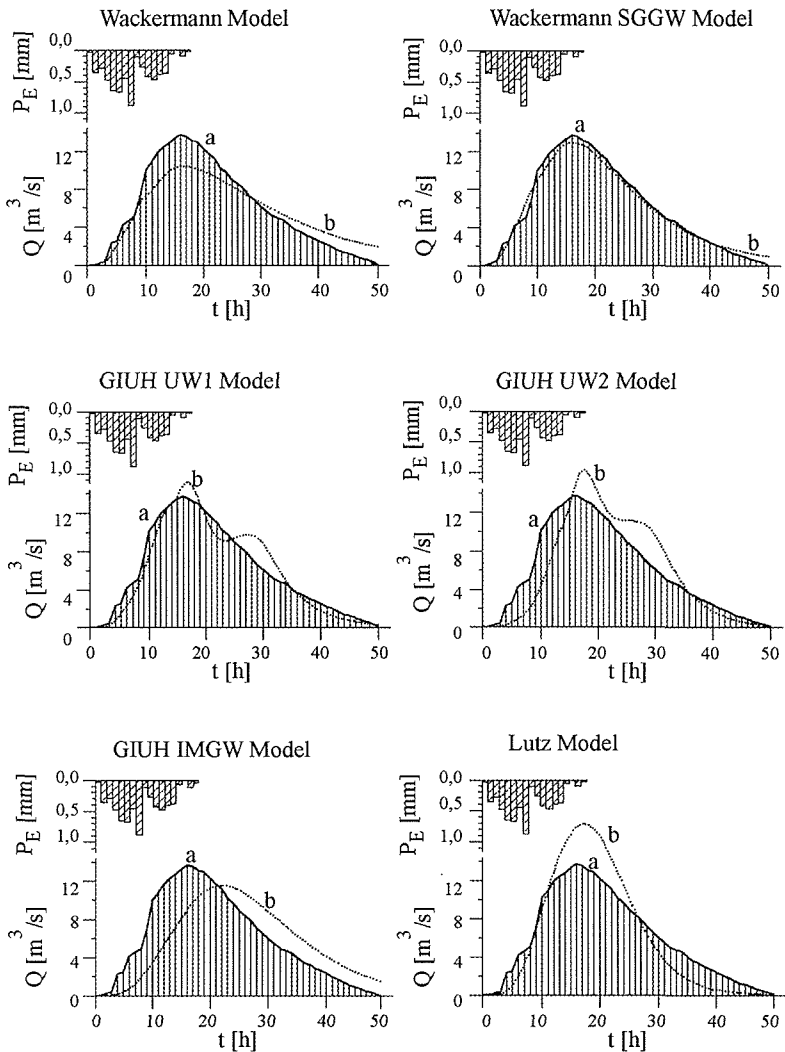 Wackermann Model
P_E [mm]
0,0
0,5
1,0
Q [m³/s]
12
8
4
0
a
b
0 10 20 30 40 50
t [h]
Wackermann SGGW Model
P_E [mm]
0,0
0,5
1,0
Q [m³/s]
12
8
4
0
a
b
0 10 20 30 40 50
t [h]
GIUH UW1 Model
P_E [mm]
0,0
0,5
1,0
Q [m³/s]
12
8
4
0
b
a
0 10 20 30 40 50
t [h]
GIUH UW2 Model
P_E [mm]
0,0
0,5
1,0
Q [m³/s]
12
8
4
0
b
a
0 10 20 30 40 50
t [h]
GIUH IMGW Model
P_E [mm]
0,0
0,5
1,0
Q [m³/s]
12
8
4
0
a
b
0 10 20 30 40 50
t [h]
Lutz Model
P_E [mm]
0,0
0,5
1,0
Q [m³/s]
12
8
4
0
b
a
0 10 20 30 40 50
t [h]